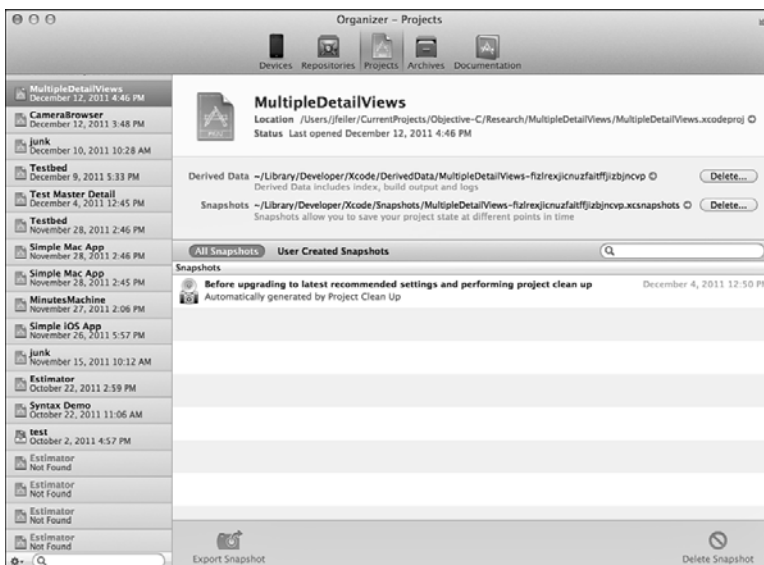 Organizer – Projects
Devices Repositories Projects Archives Documentation
MultipleDetailViews
December 12, 2011 4:46 PM
CameraBrowser
December 12, 2011 3:48 PM
junk
December 10, 2011 10:28 AM
Testbed
December 9, 2011 5:33 PM
Test Master Detail
December 4, 2011 12:45 PM
Testbed
November 28, 2011 2:46 PM
Simple Mac App
November 28, 2011 2:46 PM
Simple Mac App
November 28, 2011 2:45 PM
MinutesMachine
November 27, 2011 2:06 PM
Simple iOS App
November 26, 2011 5:57 PM
junk
November 15, 2011 10:12 AM
Estimator
October 22, 2011 2:59 PM
Syntax Demo
October 22, 2011 11:06 AM
test
October 2, 2011 4:57 PM
Estimator
Not Found
Estimator
Not Found
Estimator
Not Found
Estimator
Not Found
MultipleDetailViews
Location /Users/jfeiler/CurrentProjects/Objective-C/Research/MultipleDetailViews/MultipleDetailViews.xcodeproj
Status Last opened December 12, 2011 4:46 PM
Derived Data ~/Library/Developer/Xcode/DerivedData/MultipleDetailViews-fizlrexjicnuzfaitffjizbjncvp Delete...
Derived Data includes index, build output and logs
Snapshots ~/Library/Developer/Xcode/Snapshots/MultipleDetailViews-fizlrexjicnuzfaitffjizbjncvp.xcsnapshots Delete...
Snapshots allow you to save your project state at different points in time
All Snapshots User Created Snapshots
Snapshots
Before upgrading to latest recommended settings and performing project clean up December 4, 2011 12:50 PM
Automatically generated by Project Clean Up
Export Snapshot Delete Snapshot